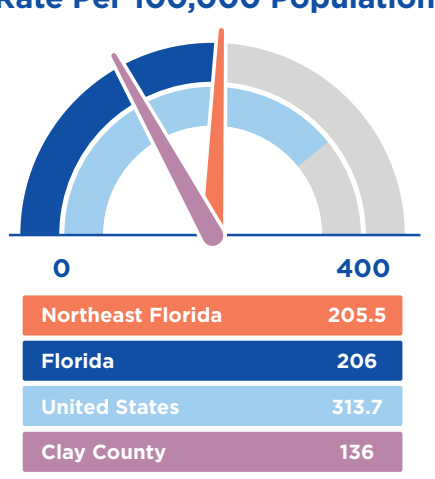 Rate Per 100,000 Population
0 400
Northeast Florida 205.5
Florida 206
United States 313.7
Clay County 136